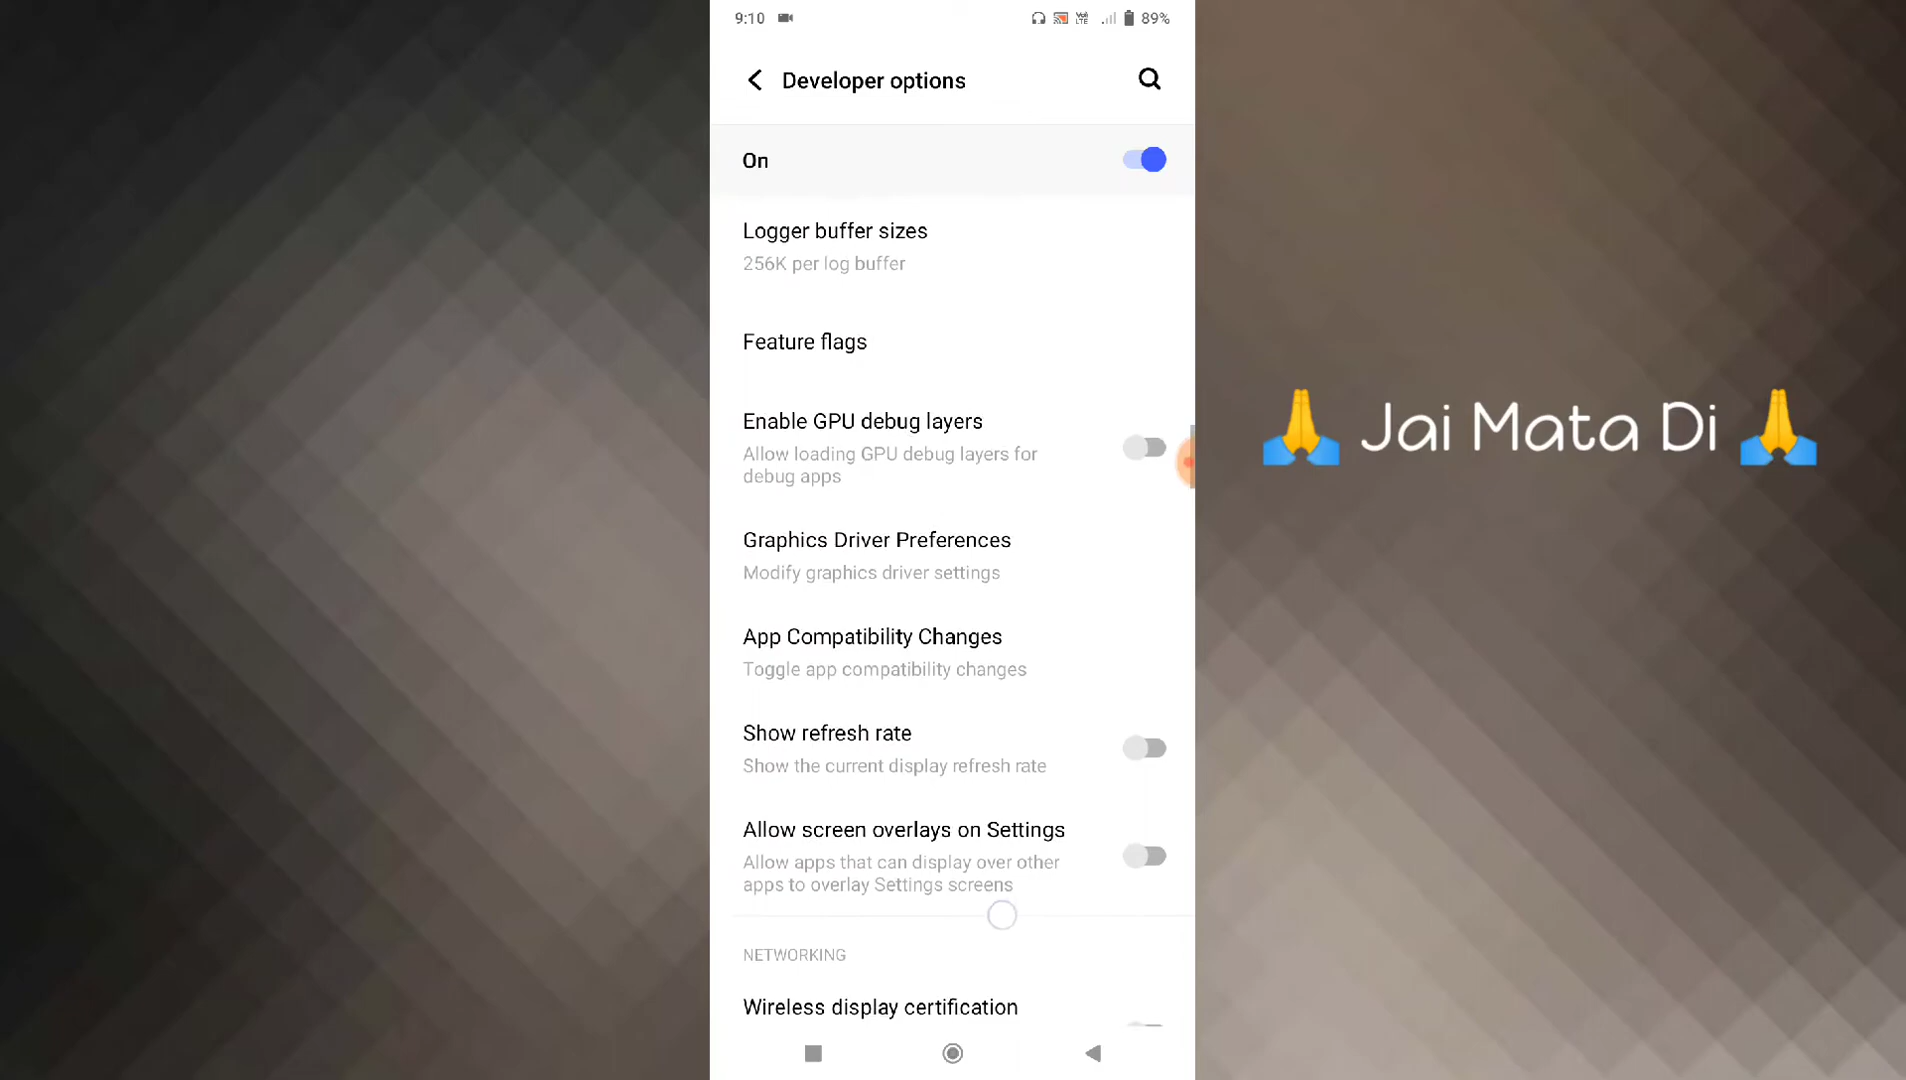 9:10 89%
Developer options
On
Logger buffer sizes
256K per log buffer
Feature flags
Enable GPU debug layers
Allow loading GPU debug layers for
debug apps
Graphics Driver Preferences
Modify graphics driver settings
App Compatibility Changes
Toggle app compatibility changes
Show refresh rate
Show the current display refresh rate
Allow screen overlays on Settings
Allow apps that can display over other
apps to overlay Settings screens
NETWORKING
Wireless display certification
🙏 Jai Mata Di 🙏